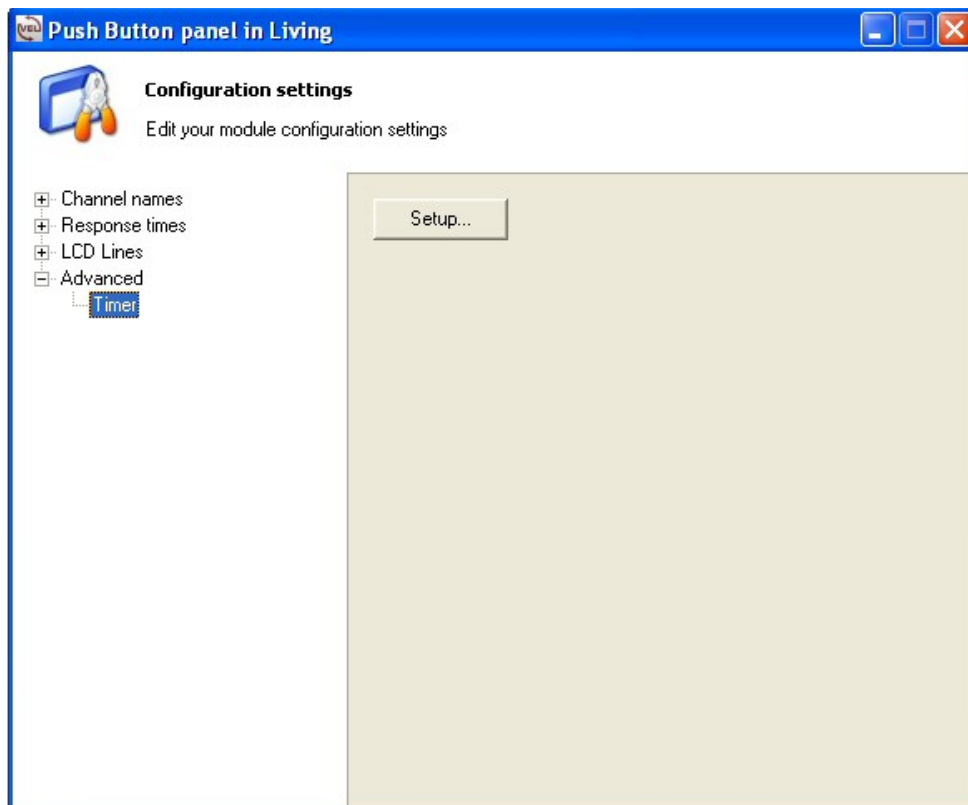 VEL
Push Button panel in Living
Configuration settings
Edit your module configuration settings
Channel names
Response times
LCD Lines
Advanced
Timer
Setup...